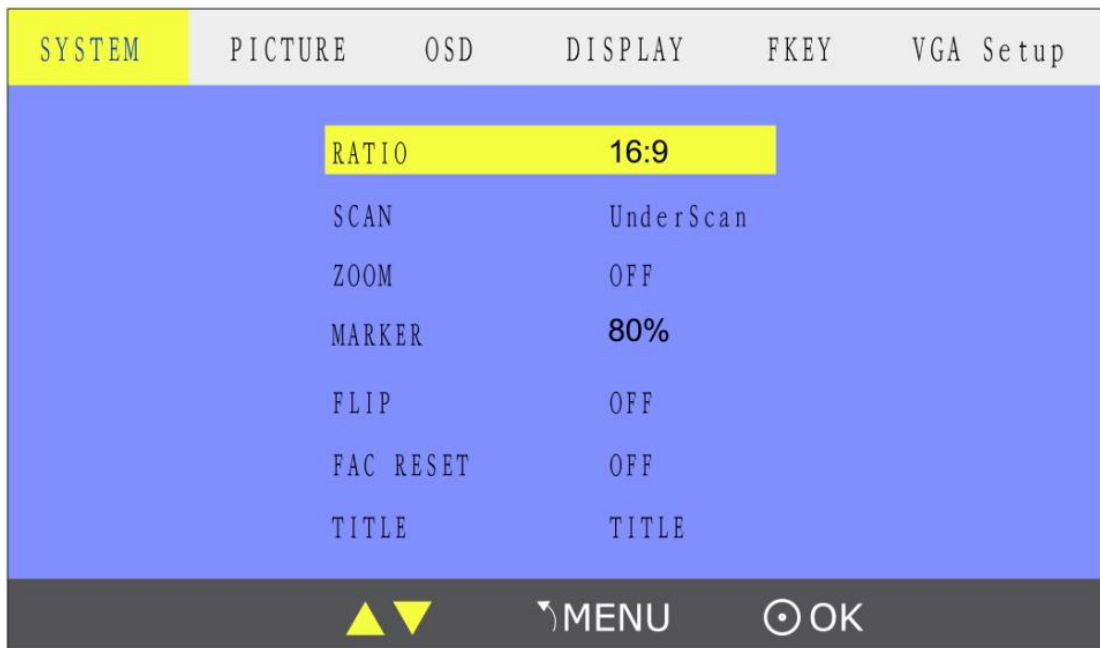 SYSTEM PICTURE OSD DISPLAY FKEY VGA Setup
RATIO 16:9
SCAN UnderScan
ZOOM OFF
MARKER 80%
FLIP OFF
FAC RESET OFF
TITLE TITLE
MENU OK